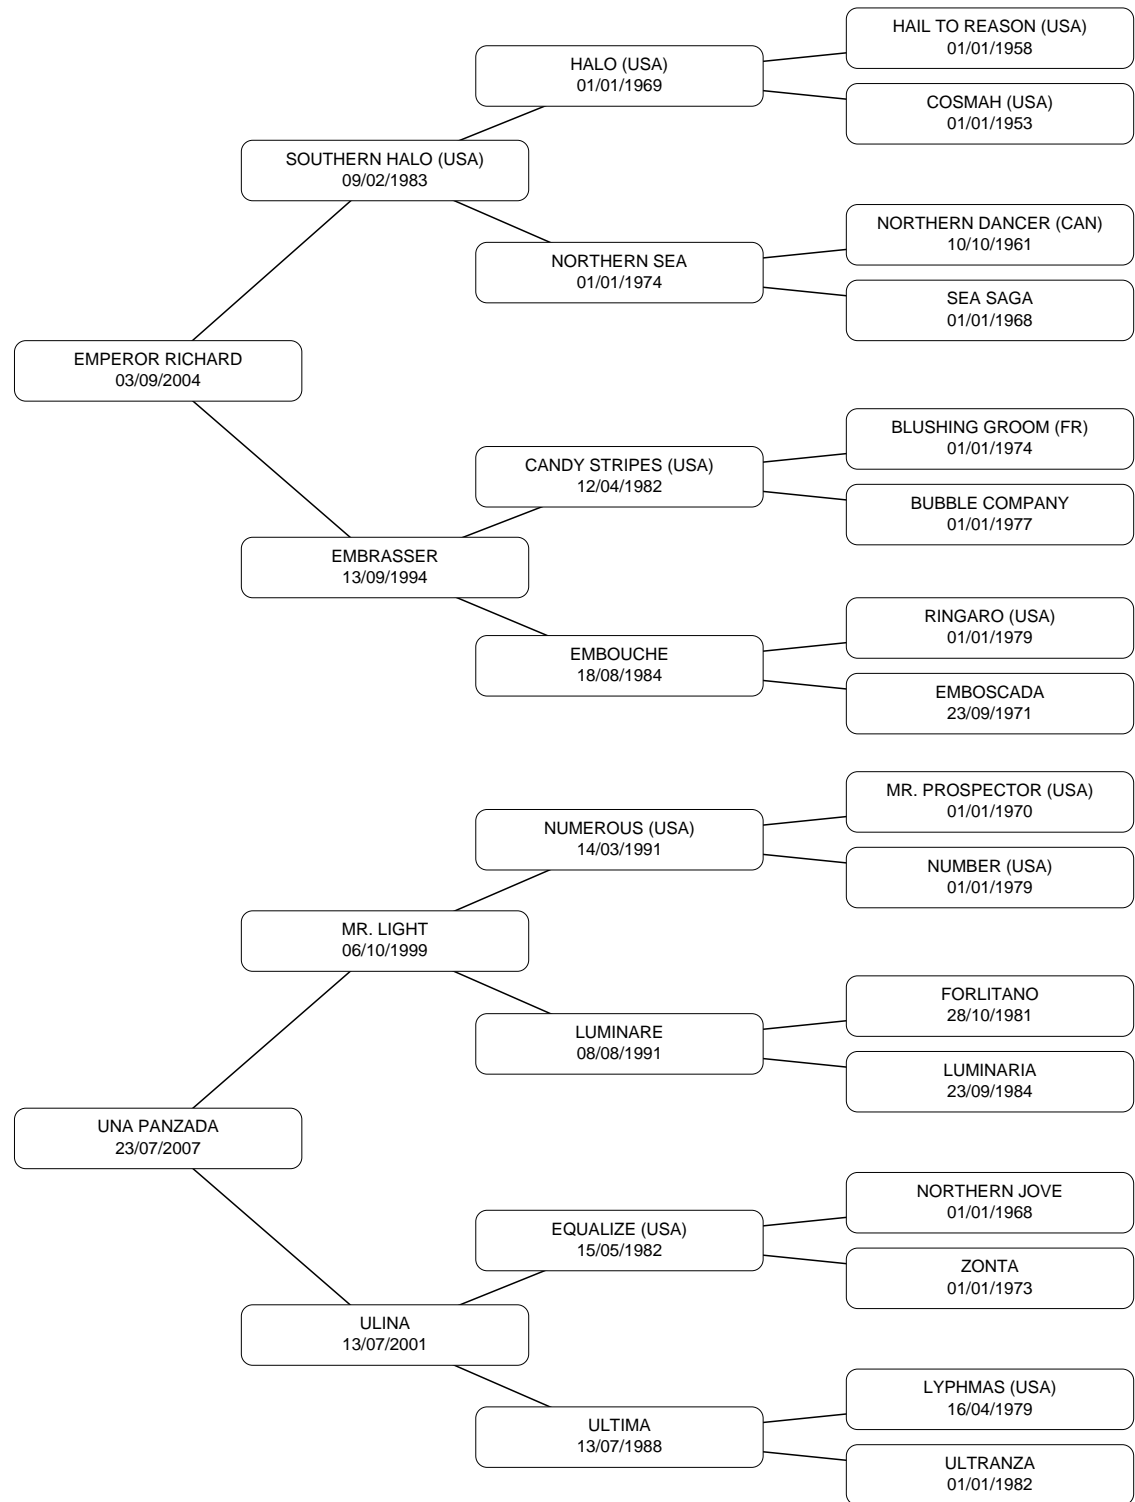 HAIL TO REASON (USA)
01/01/1958
HALO (USA)
01/01/1969
COSMAH (USA)
01/01/1953
SOUTHERN HALO (USA)
09/02/1983
NORTHERN DANCER (CAN)
10/10/1961
NORTHERN SEA
01/01/1974
SEA SAGA
01/01/1968
EMPEROR RICHARD
03/09/2004
BLUSHING GROOM (FR)
01/01/1974
CANDY STRIPES (USA)
12/04/1982
BUBBLE COMPANY
01/01/1977
EMBRASSER
13/09/1994
RINGARO (USA)
01/01/1979
EMBOUCHE
18/08/1984
EMBOSCADA
23/09/1971
MR. PROSPECTOR (USA)
01/01/1970
NUMEROUS (USA)
14/03/1991
NUMBER (USA)
01/01/1979
MR. LIGHT
06/10/1999
FORLITANO
28/10/1981
LUMINARE
08/08/1991
LUMINARIA
23/09/1984
UNA PANZADA
23/07/2007
NORTHERN JOVE
01/01/1968
EQUALIZE (USA)
15/05/1982
ZONTA
01/01/1973
ULINA
13/07/2001
LYPHMAS (USA)
16/04/1979
ULTIMA
13/07/1988
ULTRANZA
01/01/1982